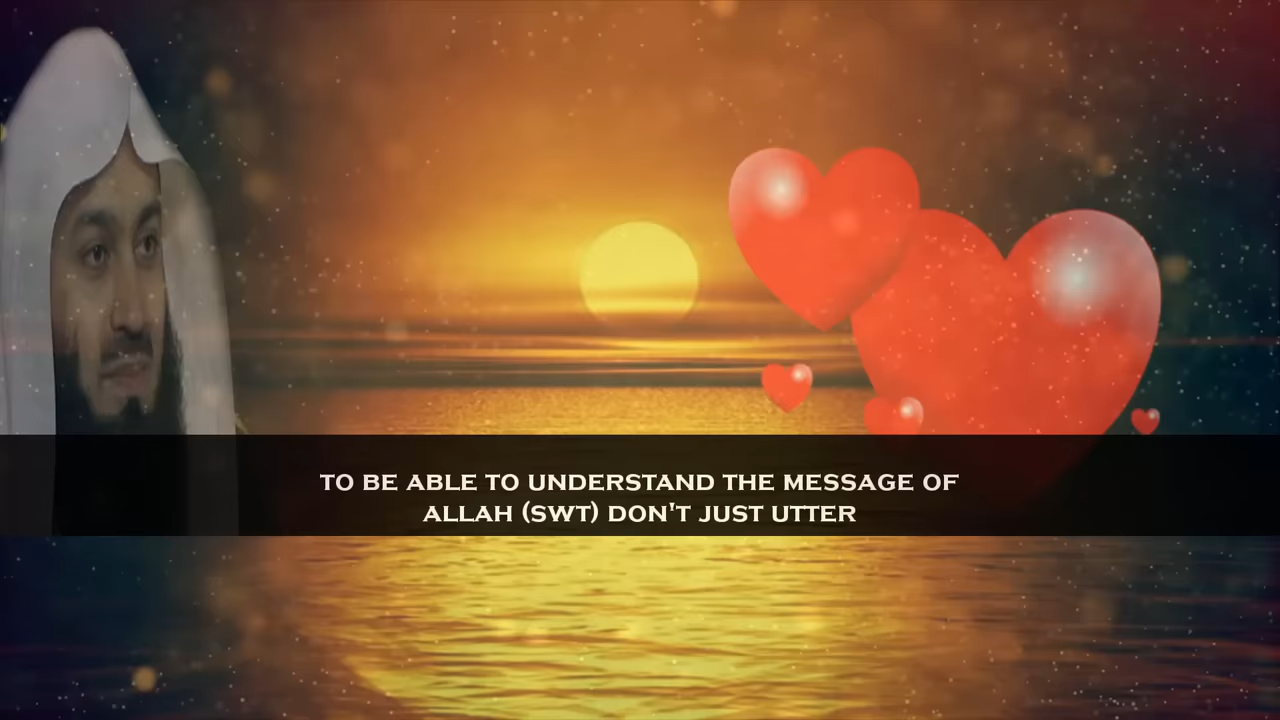 TO BE ABLE TO UNDERSTAND THE MESSAGE OF
ALLAH (SWT) DON'T JUST UTTER